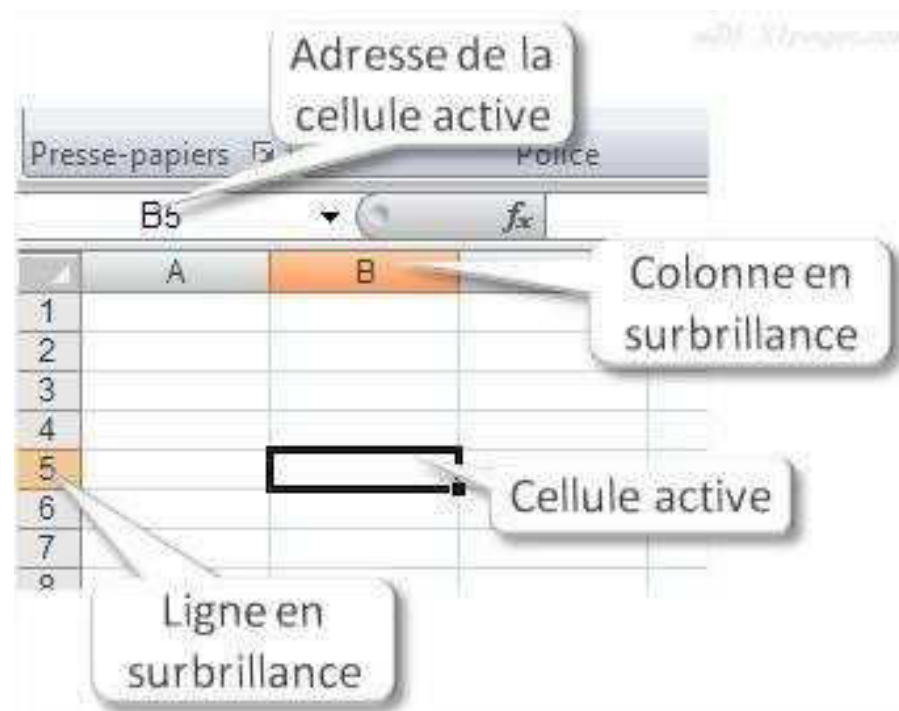 Adresse de la
cellule active
Presse-papiers
Police
B5
fx
A B
Colonne en
surbrillance
1
2
3
4
5
Cellule active
6
7
8
Ligne en
surbrillance